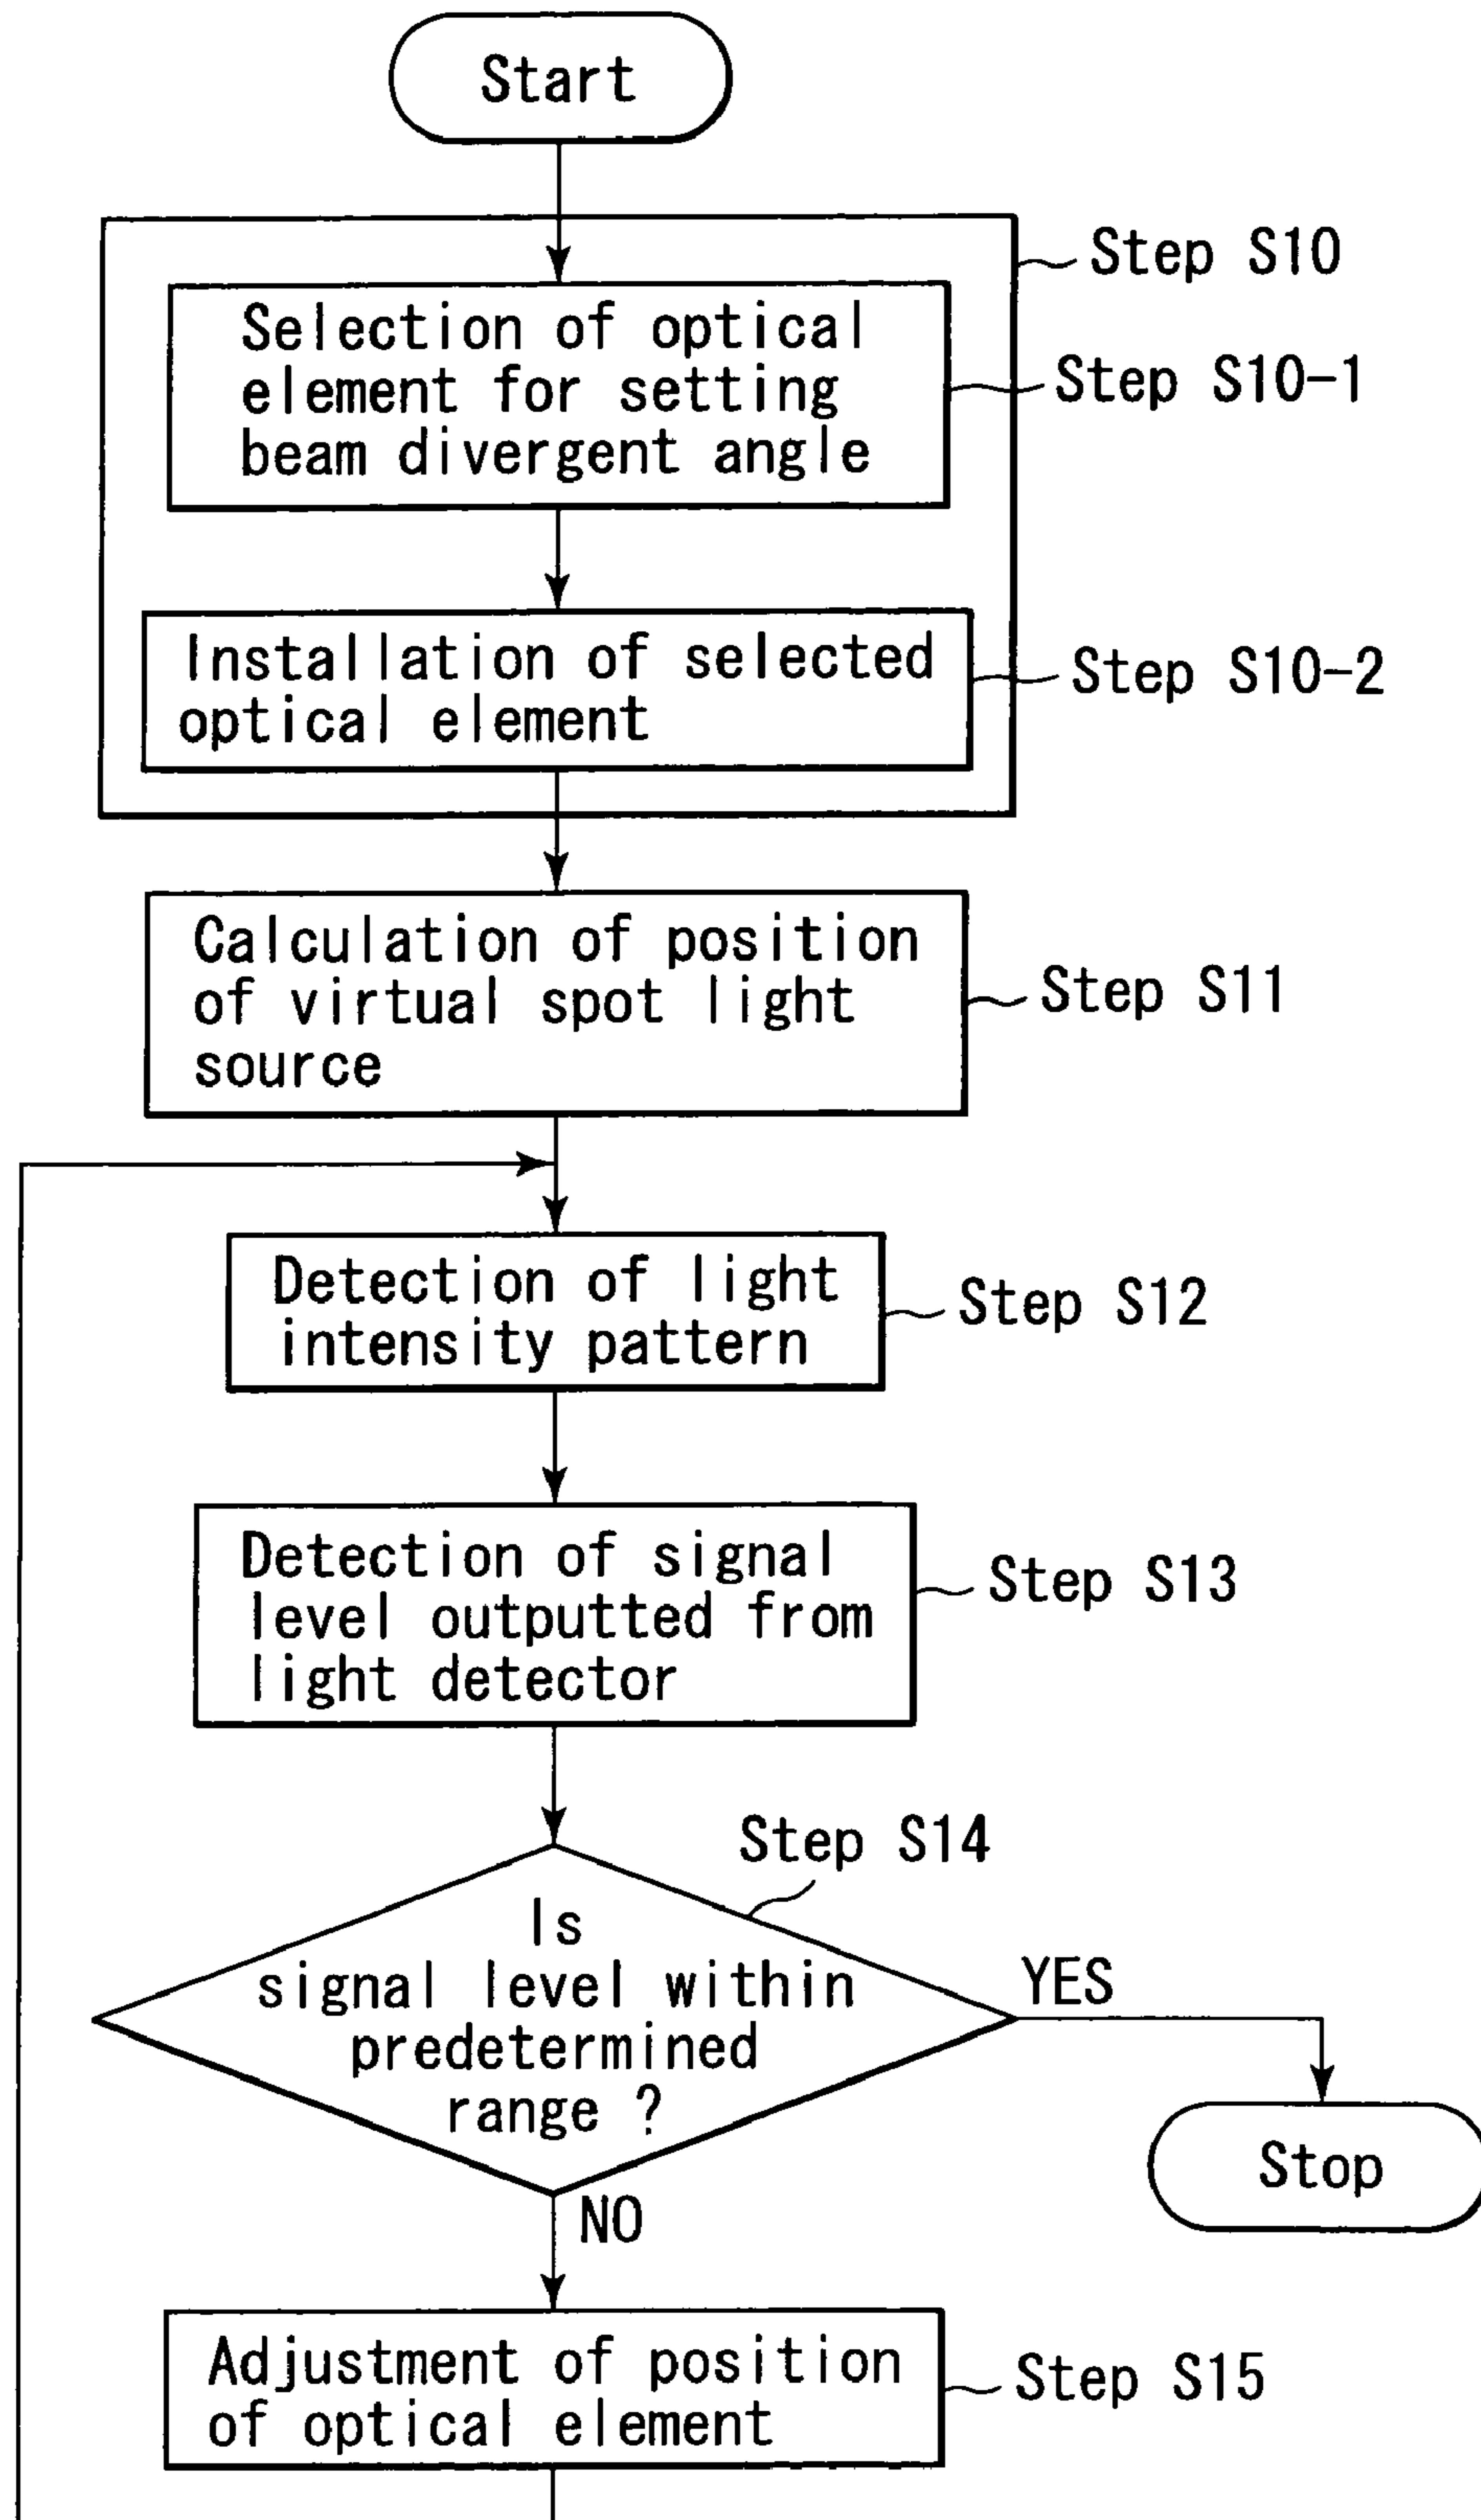 Start
Step S10
Selection of optical
element for setting
beam divergent angle
Step S10-1
Installation of selected
optical element
Step S10-2
Calculation of position
of virtual spot light
source
Step S11
Detection of light
intensity pattern
Step S12
Detection of signal
level outputted from
light detector
Step S13
Step S14
Is
signal level within
predetermined
range ?
YES
Stop
NO
Adjustment of position
of optical element
Step S15